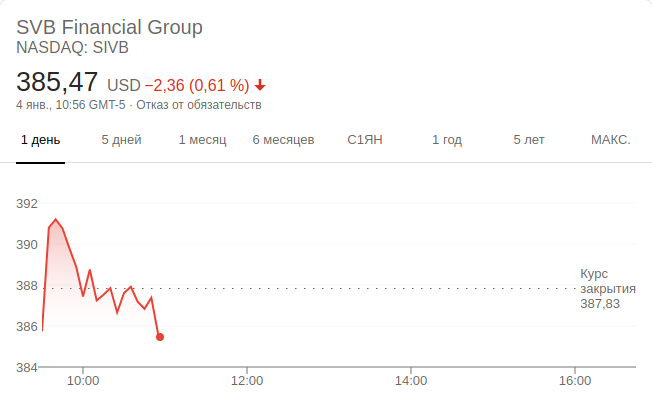 SVB Financial Group
NASDAQ: SIVB
385,47 USD −2,36 (0,61 %)
4 янв., 10:56 GMT-5 · Отказ от обязательств
1 день 5 дней 1 месяц 6 месяцев С1ЯН 1 год 5 лет МАКС.
392
390
388
386
384
Курс
закрытия
387,83
10:00 12:00 14:00 16:00